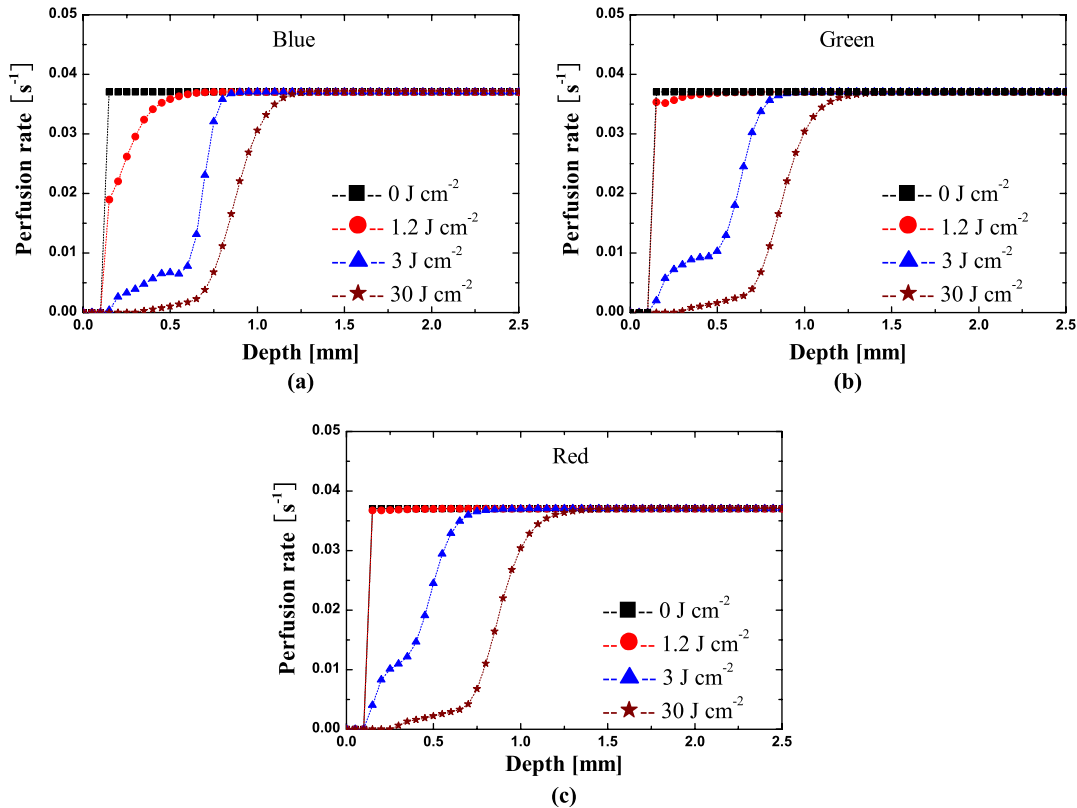 Blue
Perfusion rate [s⁻¹]
0.05
0.04
0.03
0.02
0.01
0.00
0 J cm⁻²
1.2 J cm⁻²
3 J cm⁻²
30 J cm⁻²
0.0 0.5 1.0 1.5 2.0 2.5
Depth [mm]
(a)
Green
Perfusion rate [s⁻¹]
0.05
0.04
0.03
0.02
0.01
0.00
0 J cm⁻²
1.2 J cm⁻²
3 J cm⁻²
30 J cm⁻²
0.0 0.5 1.0 1.5 2.0 2.5
Depth [mm]
(b)
Red
Perfusion rate [s⁻¹]
0.05
0.04
0.03
0.02
0.01
0.00
0 J cm⁻²
1.2 J cm⁻²
3 J cm⁻²
30 J cm⁻²
0.0 0.5 1.0 1.5 2.0 2.5
Depth [mm]
(c)